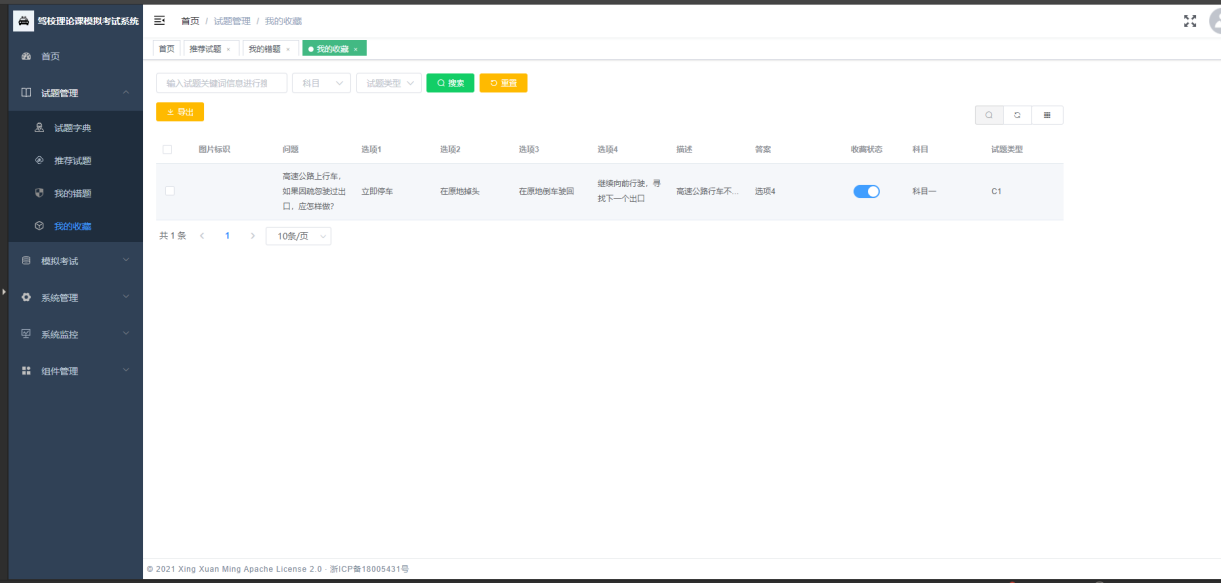 驾校理论课模拟考试系统
首页 / 试题管理 / 我的收藏
首页
推荐试题 ×
我的错题 ×
● 我的收藏 ×
首页
试题管理
试题字典
推荐试题
我的错题
我的收藏
模拟考试
系统管理
系统监控
组件管理
输入试题关键词信息进行搜
科目
试题类型
搜索
重置
导出
图片标识 问题 选项1 选项2 选项3 选项4 描述 答案 收藏状态 科目 试题类型
高速公路上行车,
如果因疏忽驶过出
口，应怎样做?
立即停车
在原地掉头
在原地倒车驶回
继续向前行驶，寻
找下一个出口
高速公路行车不...
选项4
科目一
C1
共 1 条 1 10条/页
© 2021 Xing Xuan Ming Apache License 2.0 · 浙ICP备18005431号